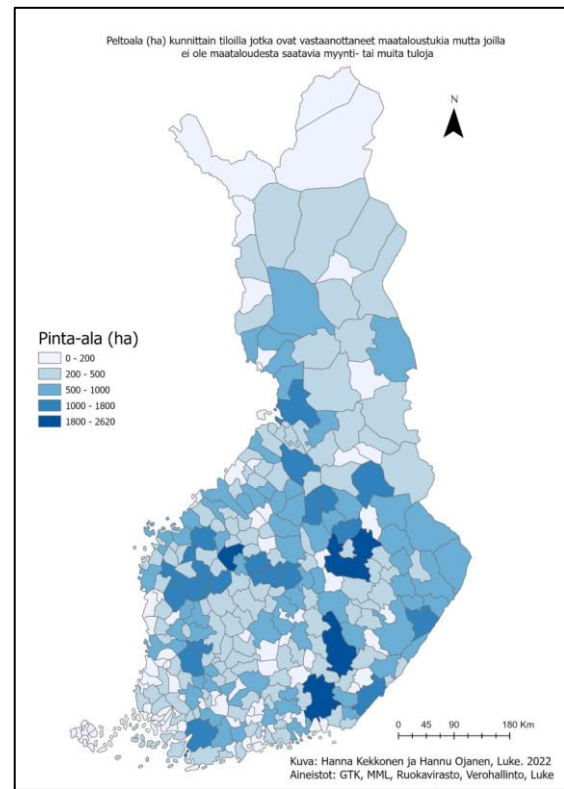 Peltoala (ha) kunnittain tiloilla jotka ovat vastaanottaneet maataloustukia mutta joilla
ei ole maataloudesta saatavia myynti- tai muita tuloja
N
Pinta-ala (ha)
0 - 200
200 - 500
500 - 1000
1000 - 1800
1800 - 2620
0 45 90 180 Km
Kuva: Hanna Kekkonen ja Hannu Ojanen, Luke. 2022
Aineistot: GTK, MML, Ruokavirasto, Verohallinto, Luke